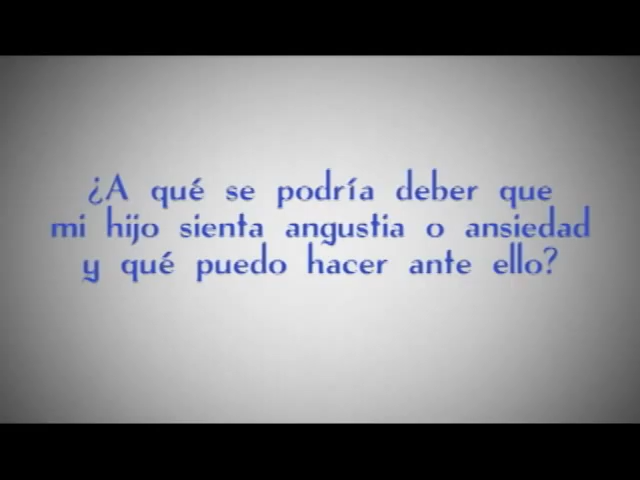 ¿A qué se podría deber que
mi hijo sienta angustia o ansiedad
y qué puedo hacer ante ello?